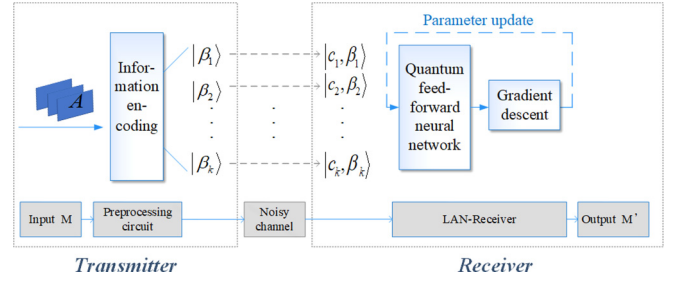 Parameter update
A
Infor-
mation
en-
coding
|β₁⟩
|β₂⟩
|βₖ⟩
|c₁,β₁⟩
|c₂,β₂⟩
|cₖ,βₖ⟩
Quantum
feed-
forward
neural
network
Gradient
descent
Input M
Preprocessing
circuit
Noisy
channel
LAN-Receiver
Output M'
Transmitter
Receiver